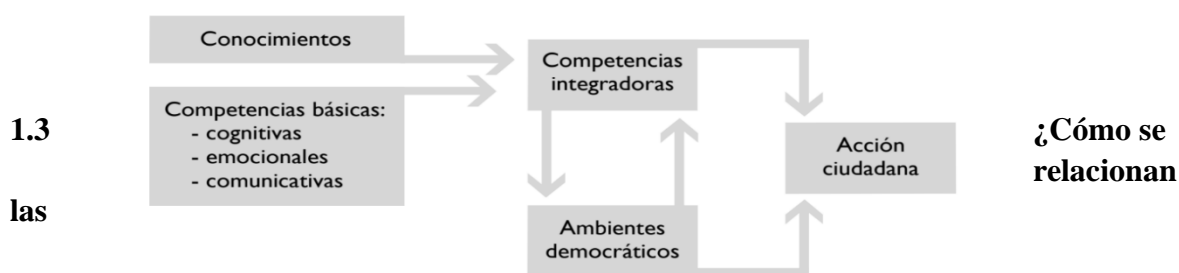 Conocimientos
Competencias básicas:
- cognitivas
- emocionales
- comunicativas
Competencias
integradoras
Ambientes
democráticos
Acción
ciudadana
1.3 ¿Cómo se
relacionan
las